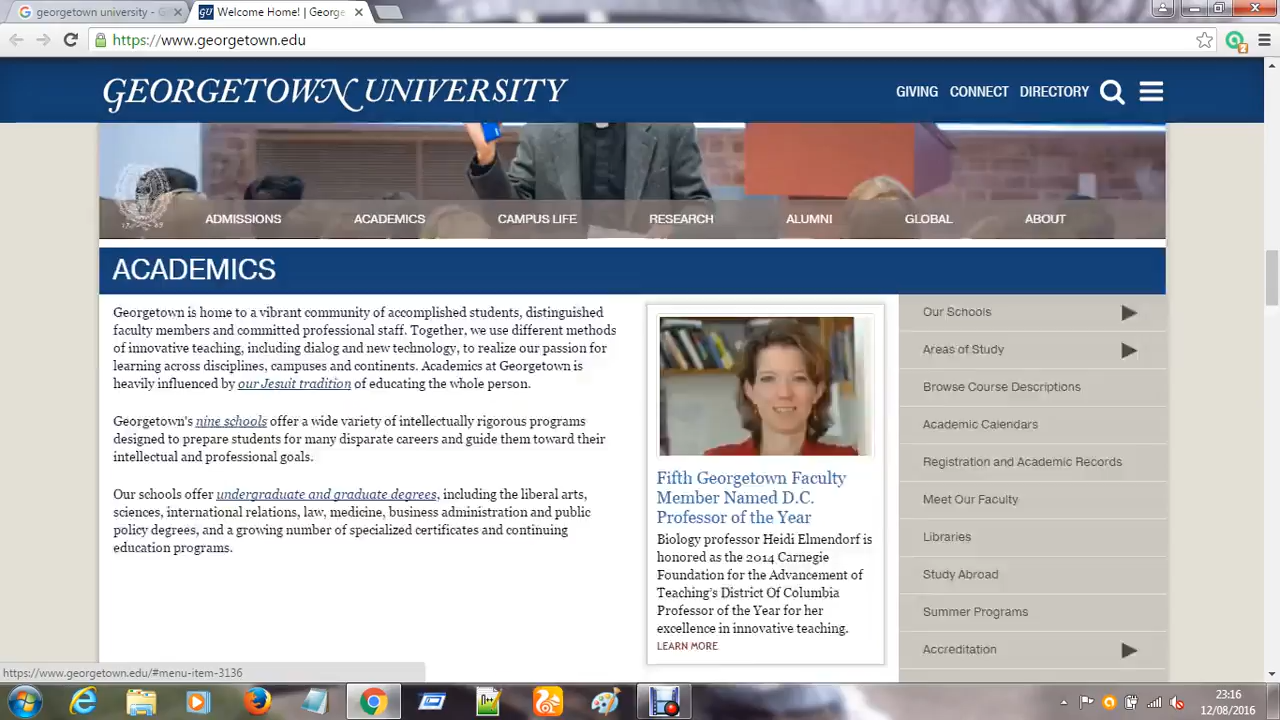 georgetown university - G
Welcome Home! | George
https://www.georgetown.edu
GEORGETOWN UNIVERSITY
GIVING CONNECT DIRECTORY
ADMISSIONS ACADEMICS CAMPUS LIFE RESEARCH ALUMNI GLOBAL ABOUT
ACADEMICS
Georgetown is home to a vibrant community of accomplished students, distinguished
faculty members and committed professional staff. Together, we use different methods
of innovative teaching, including dialog and new technology, to realize our passion for
learning across disciplines, campuses and continents. Academics at Georgetown is
heavily influenced by our Jesuit tradition of educating the whole person.
Georgetown's nine schools offer a wide variety of intellectually rigorous programs
designed to prepare students for many disparate careers and guide them toward their
intellectual and professional goals.
Our schools offer undergraduate and graduate degrees, including the liberal arts,
sciences, international relations, law, medicine, business administration and public
policy degrees, and a growing number of specialized certificates and continuing
education programs.
Fifth Georgetown Faculty
Member Named D.C.
Professor of the Year
Biology professor Heidi Elmendorf is
honored as the 2014 Carnegie
Foundation for the Advancement of
Teaching's District Of Columbia
Professor of the Year for her
excellence in innovative teaching.
LEARN MORE
Our Schools
Areas of Study
Browse Course Descriptions
Academic Calendars
Registration and Academic Records
Meet Our Faculty
Libraries
Study Abroad
Summer Programs
Accreditation
https://www.georgetown.edu/#menu-item-3136
23:16
12/08/2016